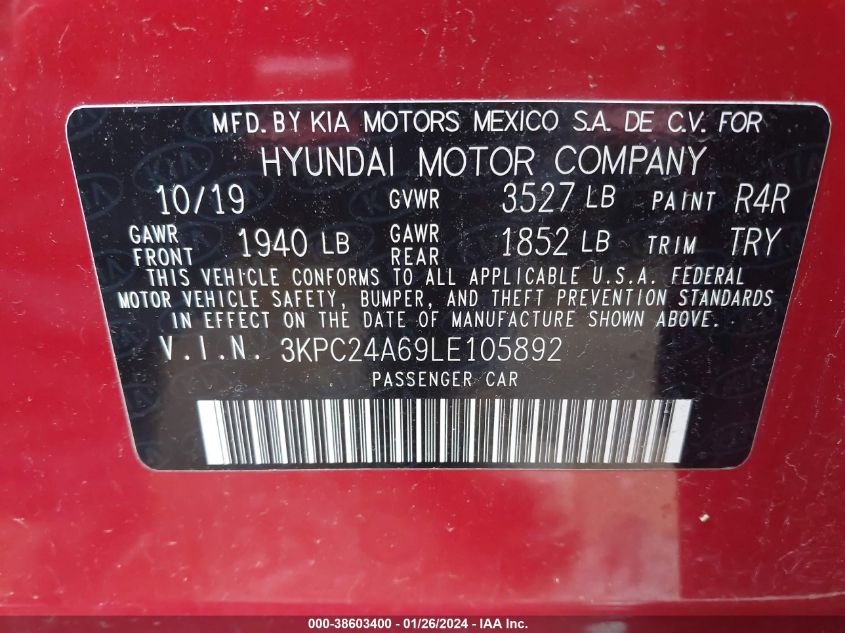 MFD. BY KIA MOTORS MEXICO S.A. DE C.V. FOR
HYUNDAI MOTOR COMPANY
10/19 GVWR 3527 LB PAINT R4R
GAWR FRONT 1940 LB GAWR REAR 1852 LB TRIM TRY
THIS VEHICLE CONFORMS TO ALL APPLICABLE U.S.A. FEDERAL
MOTOR VEHICLE SAFETY, BUMPER, AND THEFT PREVENTION STANDARDS
IN EFFECT ON THE DATE OF MANUFACTURE SHOWN ABOVE.
V.I.N. 3KPC24A69LE105892
PASSENGER CAR
000-38603400 - 01/26/2024 - IAA Inc.